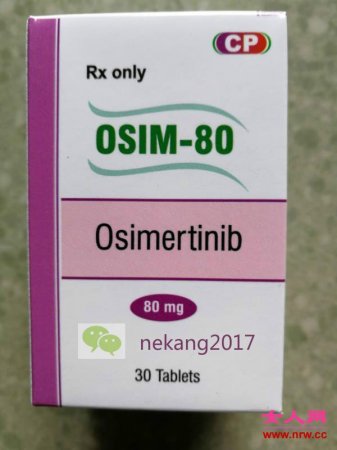 CP
Rx only
OSIM-80
Osimertinib
80 mg
nekang2017
30 Tablets
女人网
www.nrw.cc